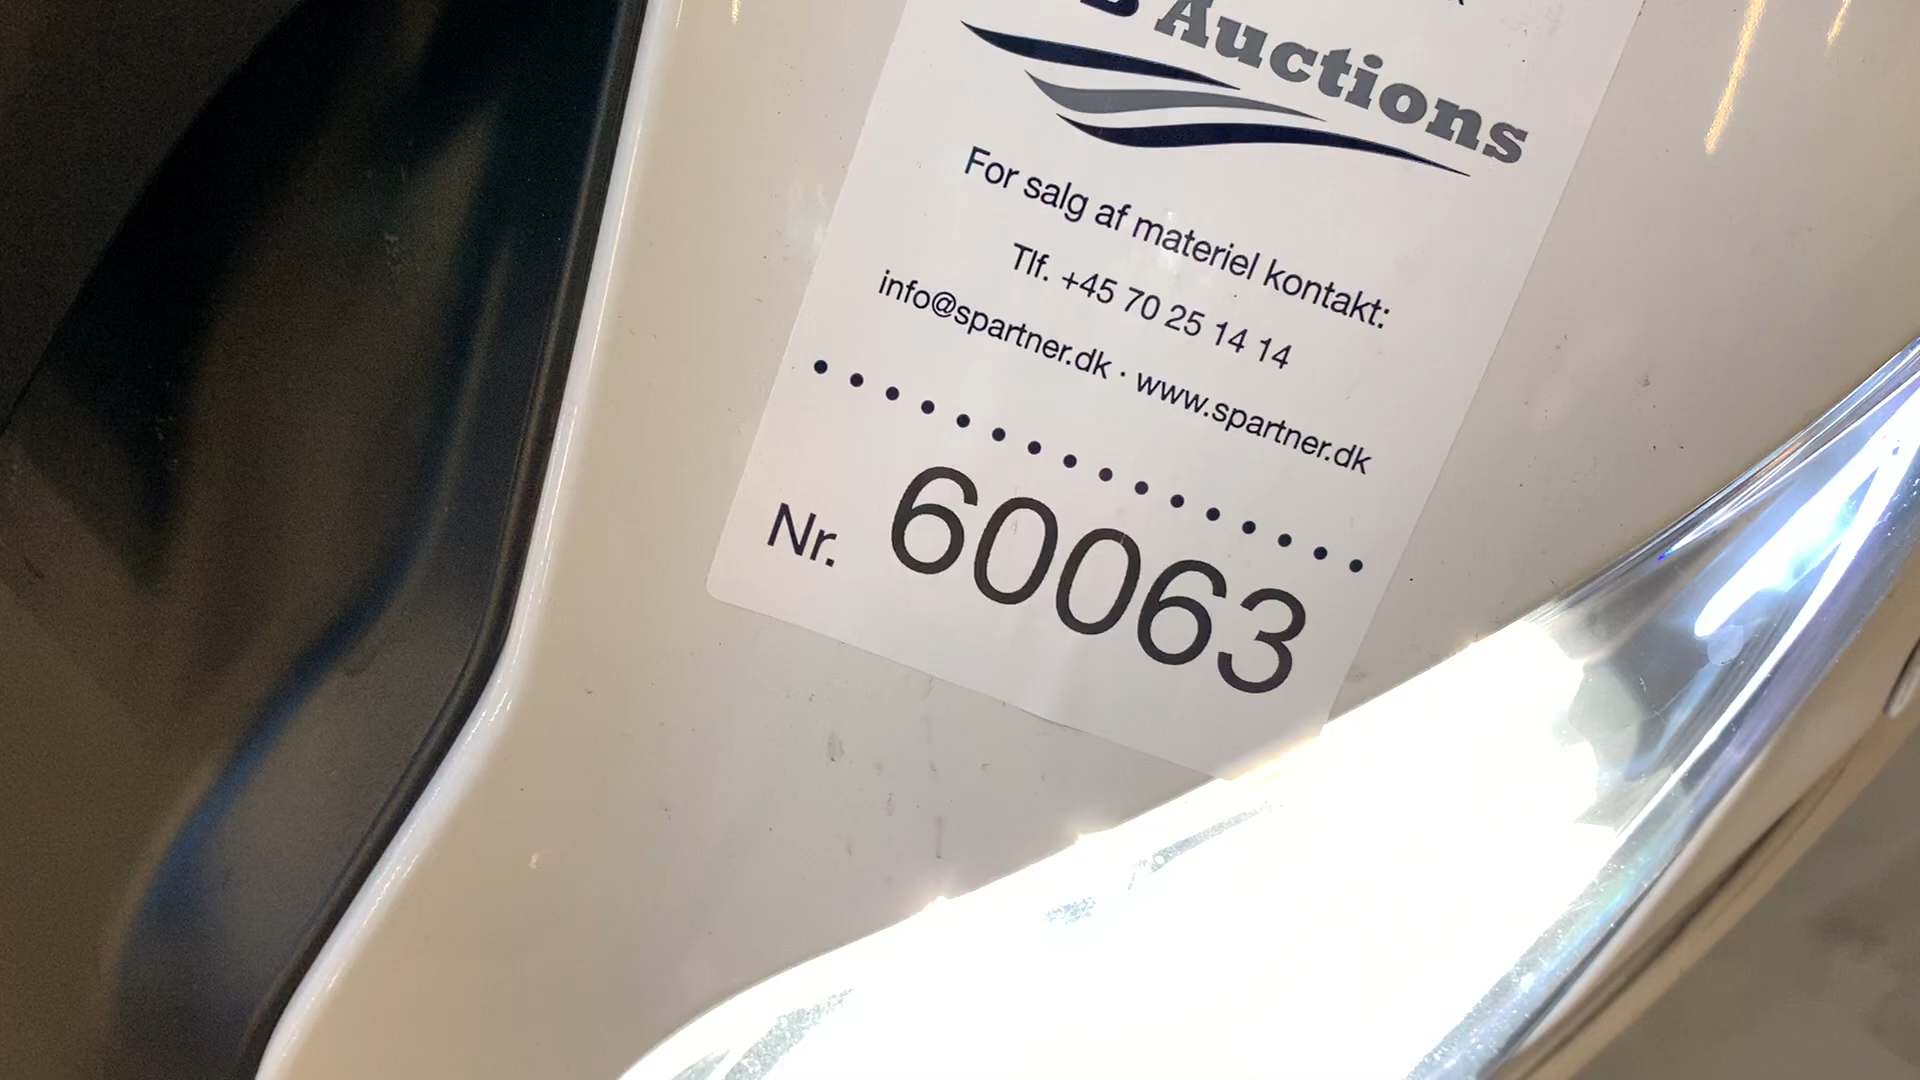 Auctions
For salg af materiel kontakt:
Tlf. +45 70 25 14 14
info@spartner.dk · www.spartner.dk
Nr. 60063